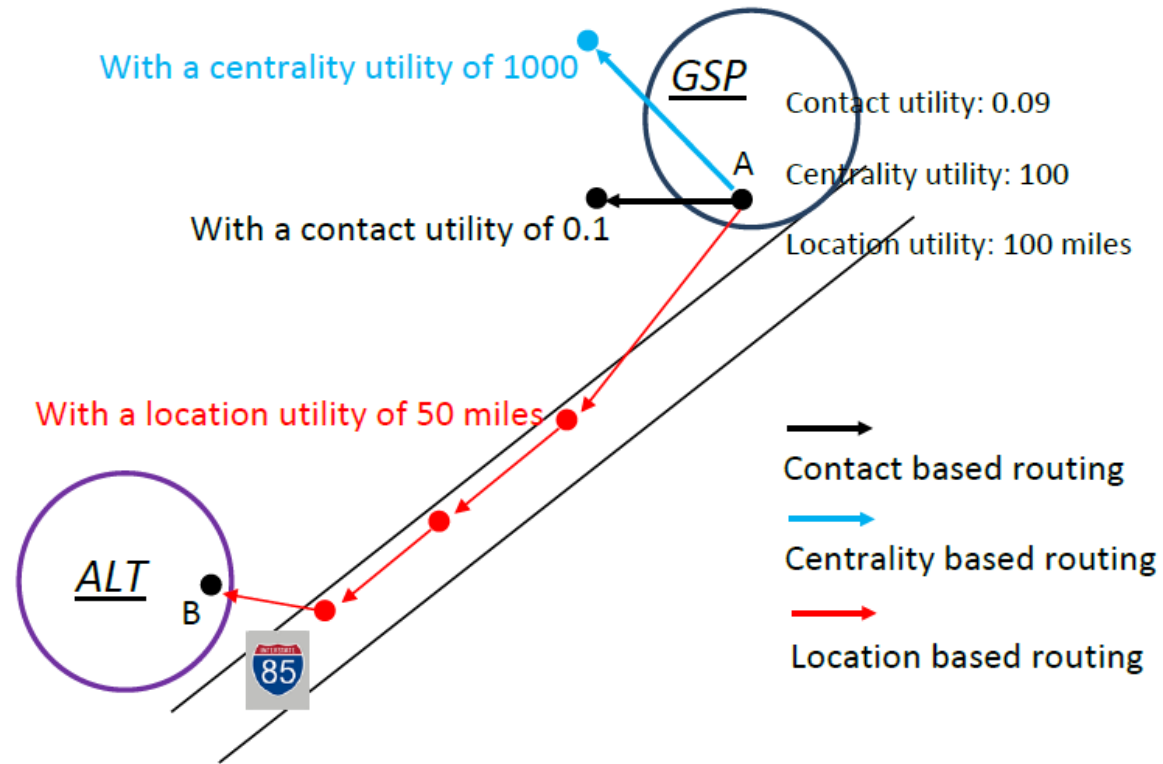 With a centrality utility of 1000
GSP
Contact utility: 0.09
A
Centrality utility: 100
With a contact utility of 0.1
Location utility: 100 miles
With a location utility of 50 miles
Contact based routing
Centrality based routing
ALT
B
INTERSTATE
85
Location based routing